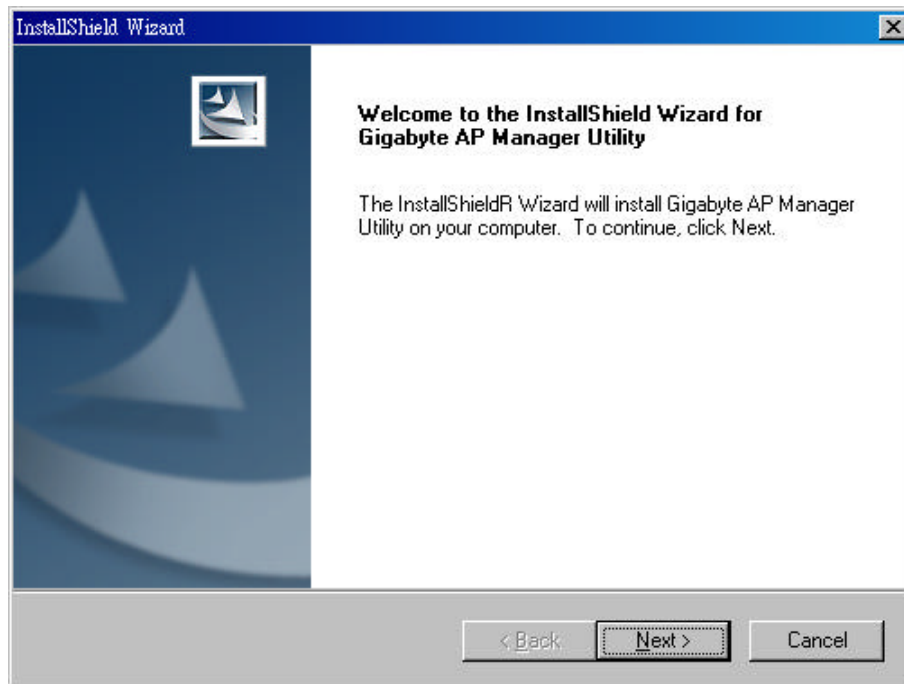 InstallShield Wizard
Welcome to the InstallShield Wizard for
Gigabyte AP Manager Utility
The InstallShieldR Wizard will install Gigabyte AP Manager
Utility on your computer. To continue, click Next.
< Back
Next >
Cancel